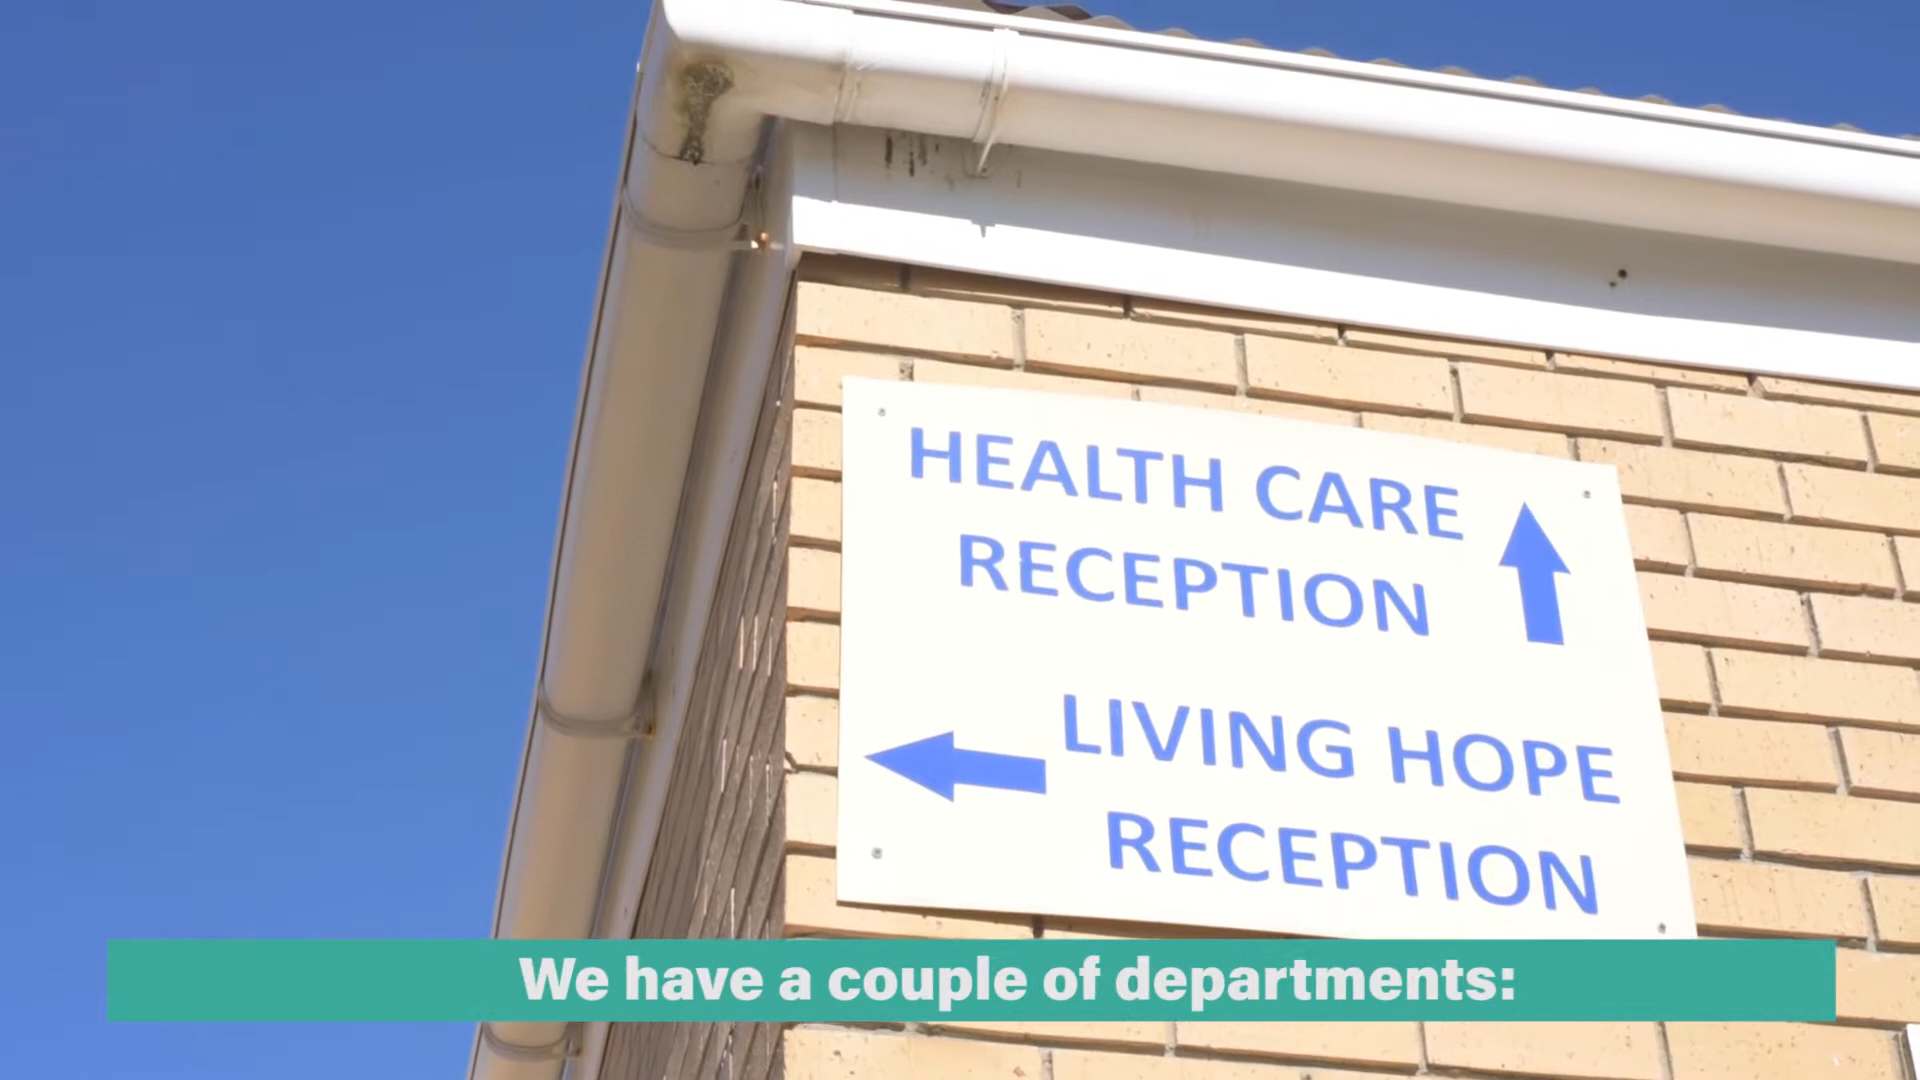 HEALTH CARE
RECEPTION
LIVING HOPE
RECEPTION
We have a couple of departments: